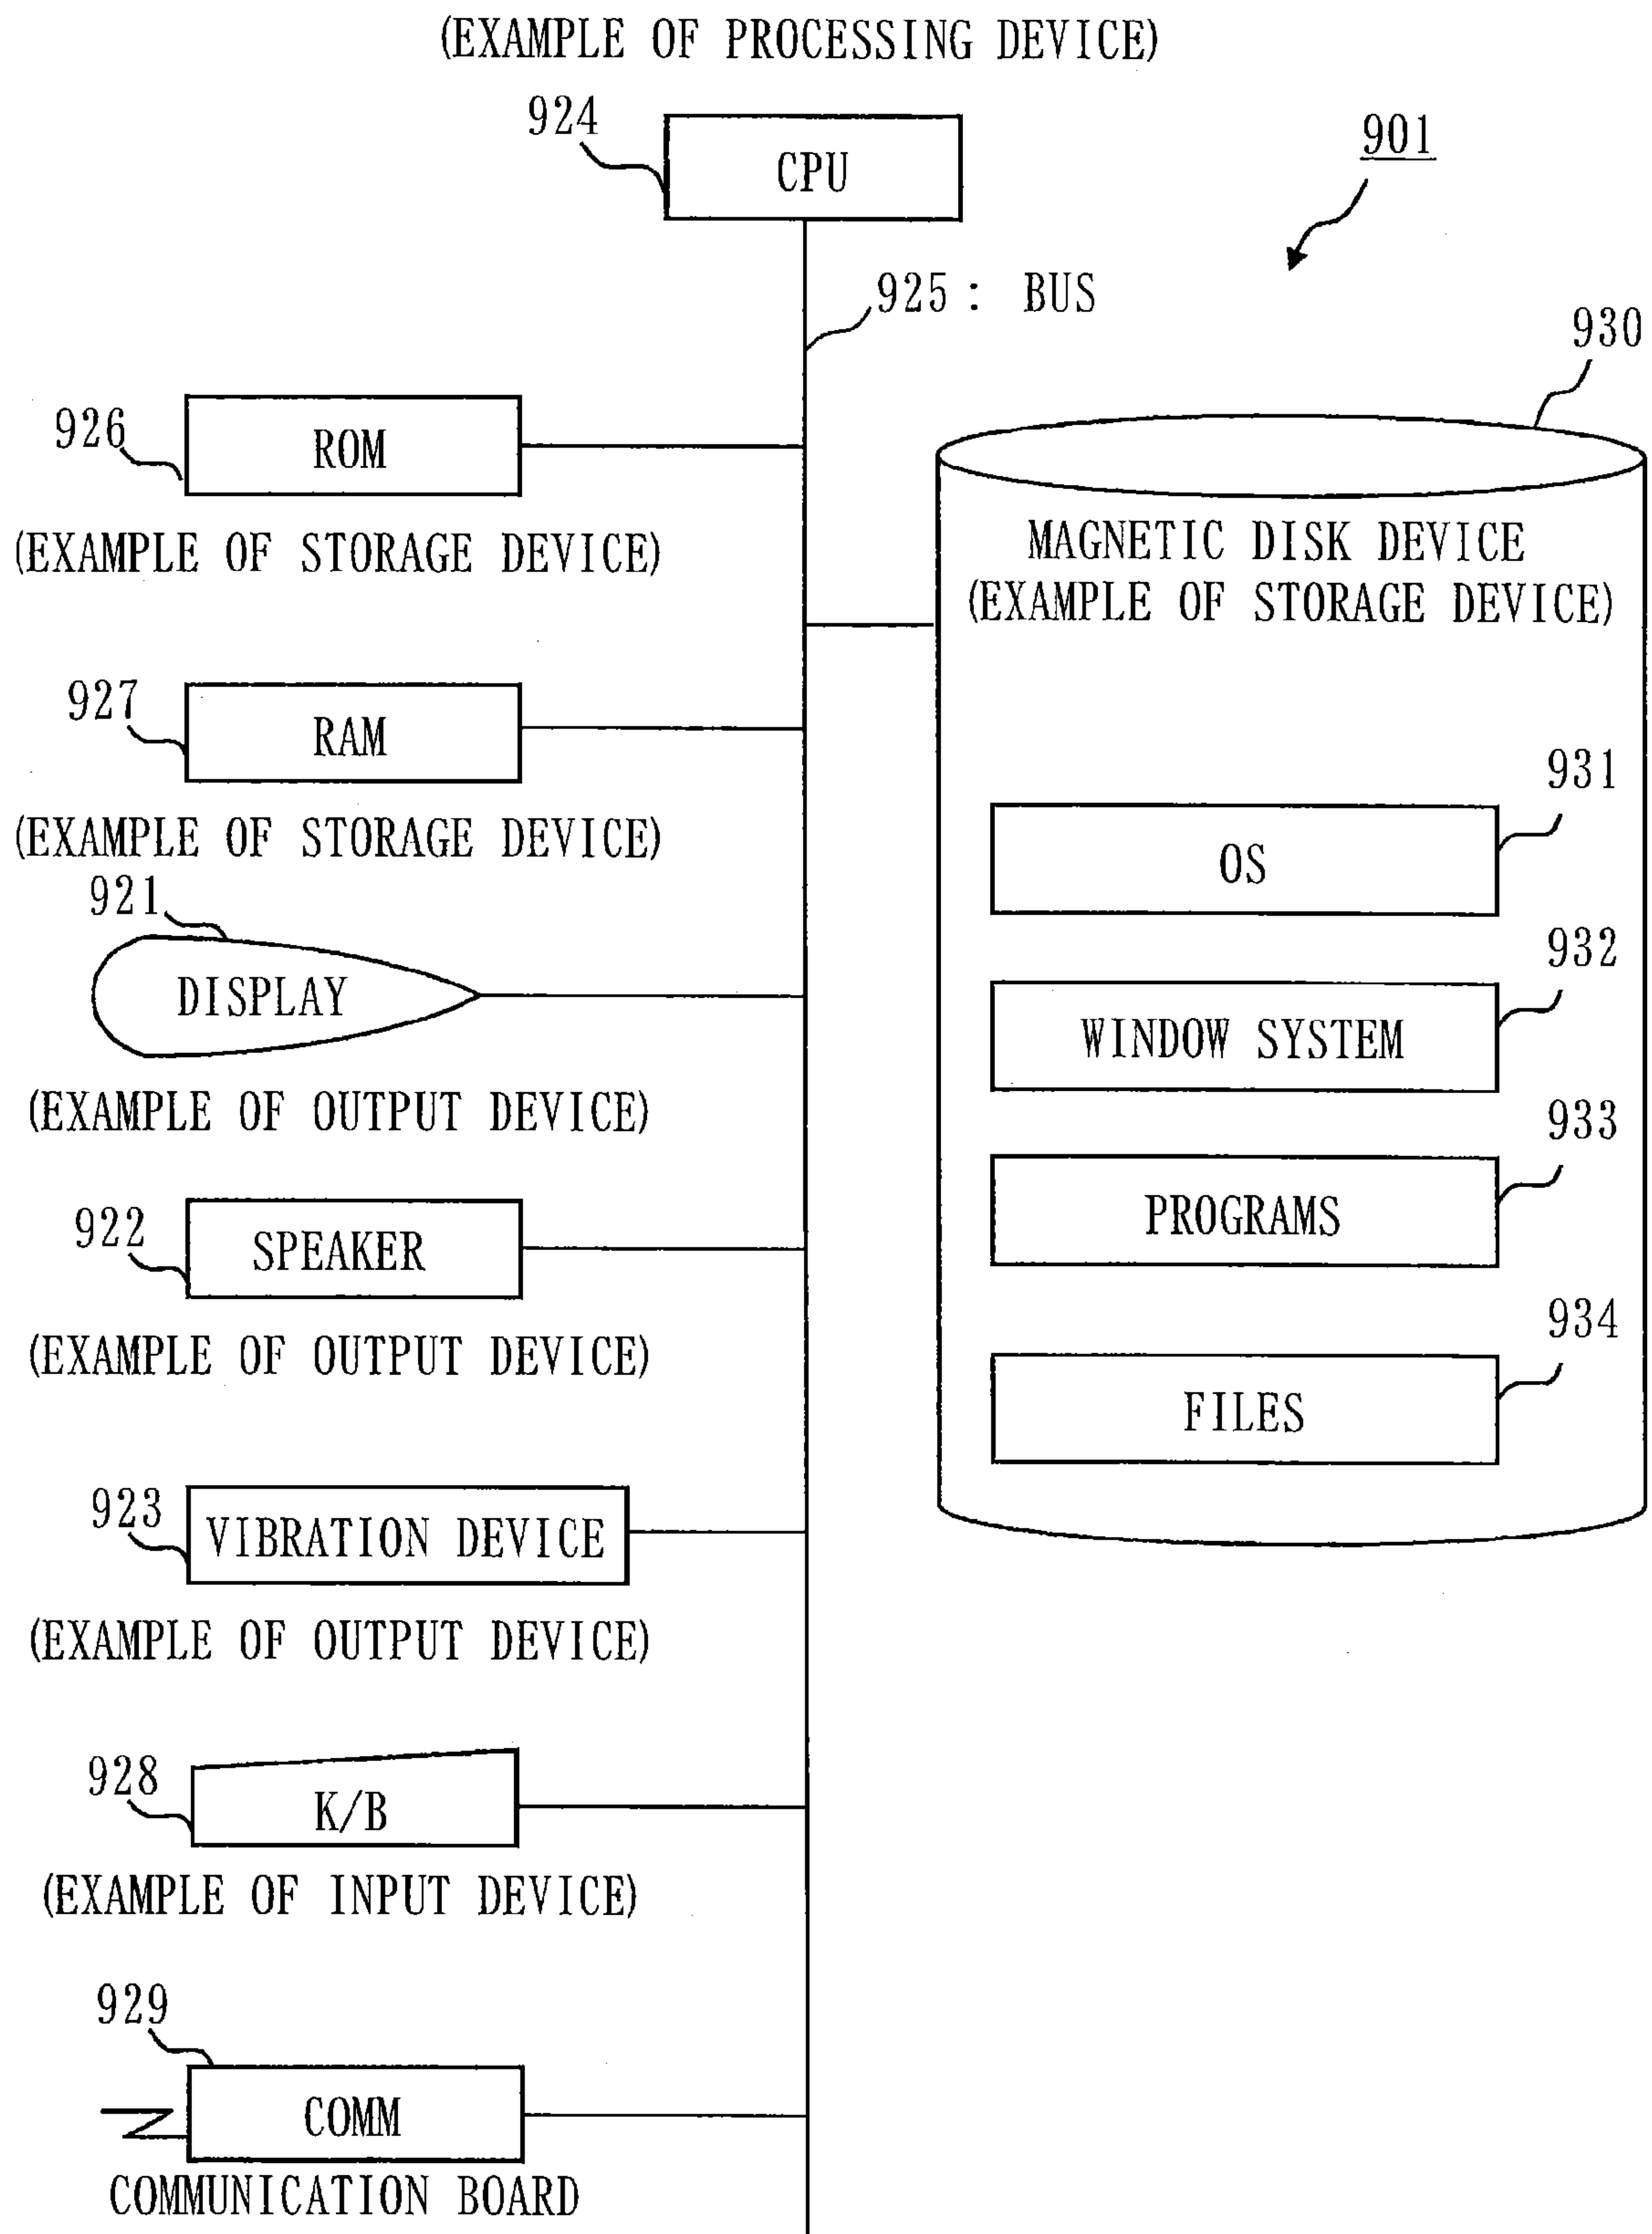 (EXAMPLE OF PROCESSING DEVICE)
924
CPU
901
925 : BUS
930
926
ROM
(EXAMPLE OF STORAGE DEVICE)
MAGNETIC DISK DEVICE
(EXAMPLE OF STORAGE DEVICE)
927
RAM
(EXAMPLE OF STORAGE DEVICE)
931
OS
921
DISPLAY
(EXAMPLE OF OUTPUT DEVICE)
932
WINDOW SYSTEM
933
PROGRAMS
922
SPEAKER
(EXAMPLE OF OUTPUT DEVICE)
934
FILES
923
VIBRATION DEVICE
(EXAMPLE OF OUTPUT DEVICE)
928
K/B
(EXAMPLE OF INPUT DEVICE)
929
COMM
COMMUNICATION BOARD